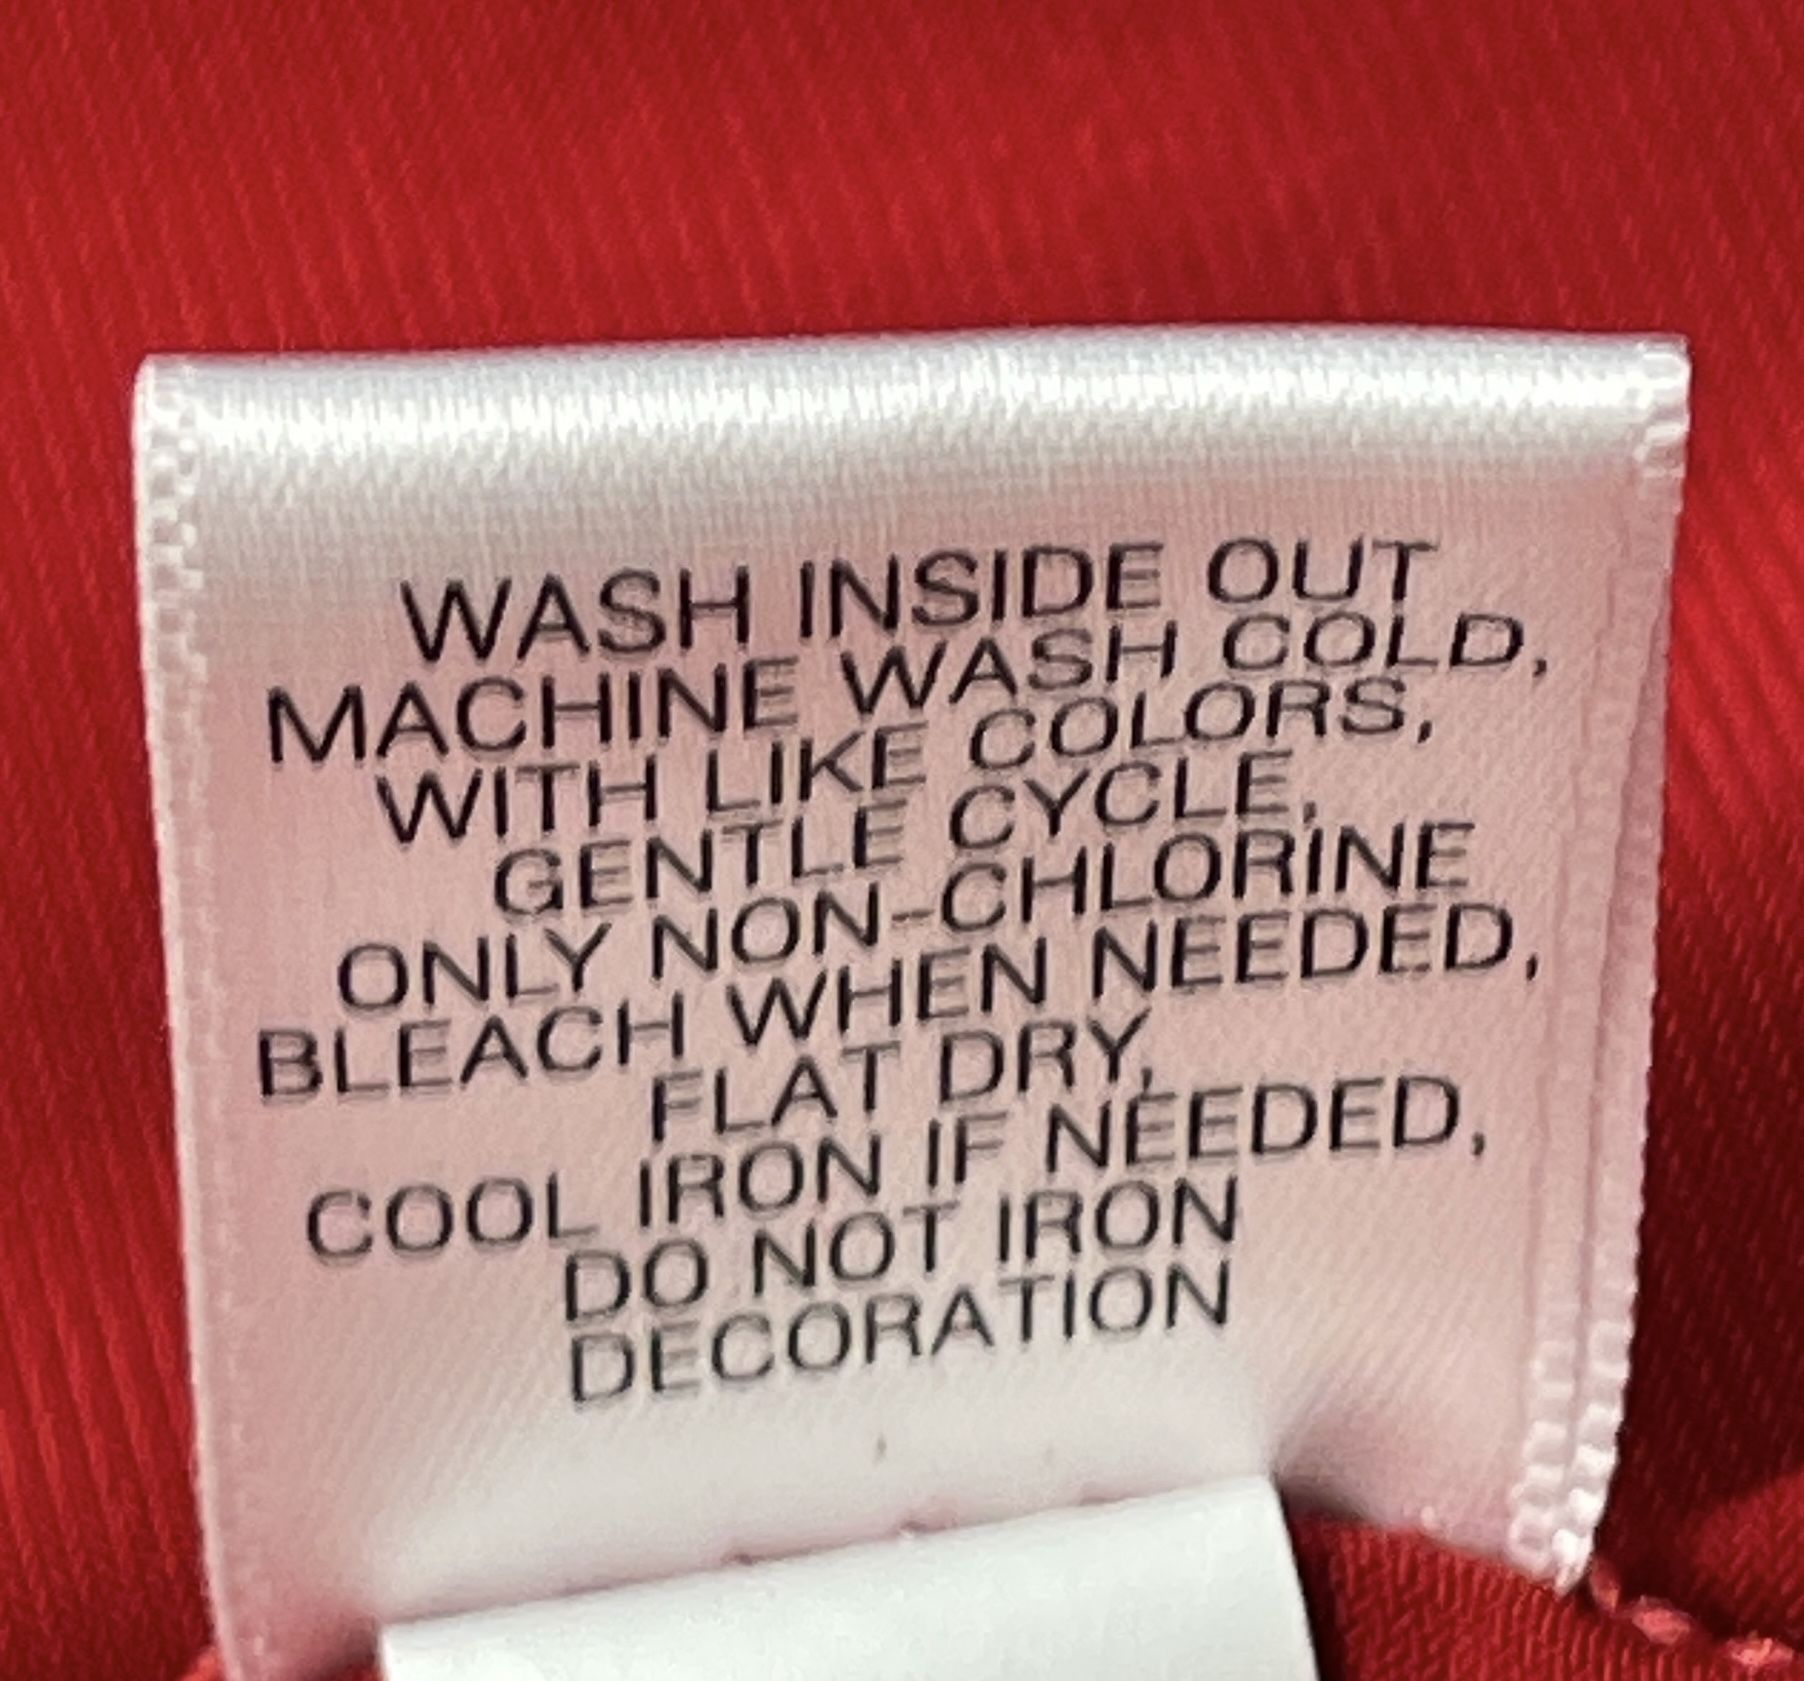 WASH INSIDE OUT
MACHINE WASH COLD,
WITH LIKE COLORS,
GENTLE CYCLE,
ONLY NON-CHLORINE
BLEACH WHEN NEEDED,
FLAT DRY,
COOL IRON IF NEEDED,
DO NOT IRON
DECORATION